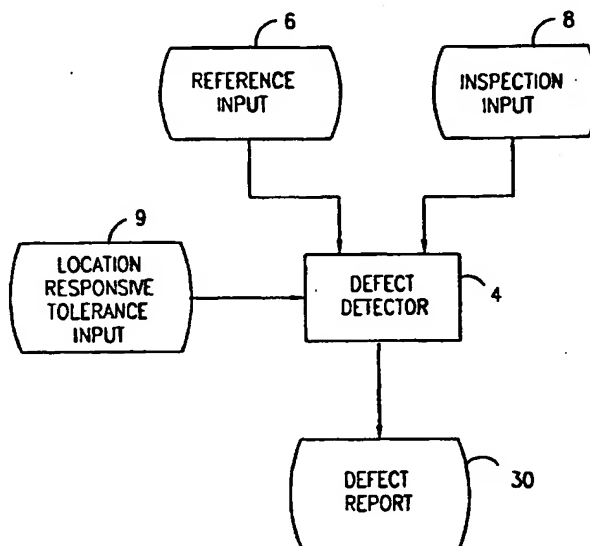 6
REFERENCE
INPUT
8
INSPECTION
INPUT
9
LOCATION
RESPONSIVE
TOLERANCE
INPUT
DEFECT
DETECTOR
4
DEFECT
REPORT
30